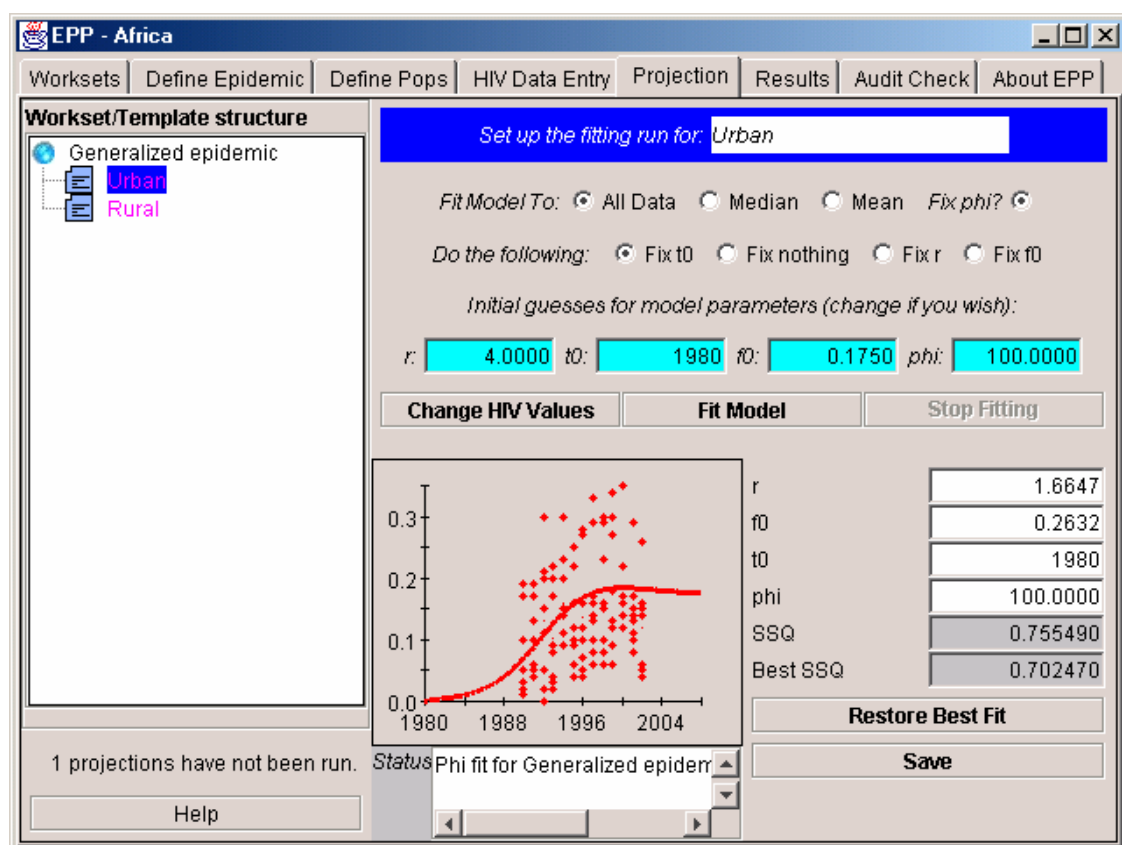 EPP - Africa
Worksets Define Epidemic Define Pops HIV Data Entry Projection Results Audit Check About EPP
Workset/Template structure
Generalized epidemic
Urban
Rural
1 projections have not been run.
Help
Set up the fitting run for: Urban
Fit Model To: All Data Median Mean Fix phi?
Do the following: Fix t0 Fix nothing Fix r Fix f0
Initial guesses for model parameters (change if you wish):
r: 4.0000 t0: 1980 f0: 0.1750 phi: 100.0000
Change HIV Values Fit Model Stop Fitting
0.3
0.2
0.1
0.0
1980 1988 1996 2004
Status Phi fit for Generalized epidem
r 1.6647
f0 0.2632
t0 1980
phi 100.0000
SSQ 0.755490
Best SSQ 0.702470
Restore Best Fit
Save